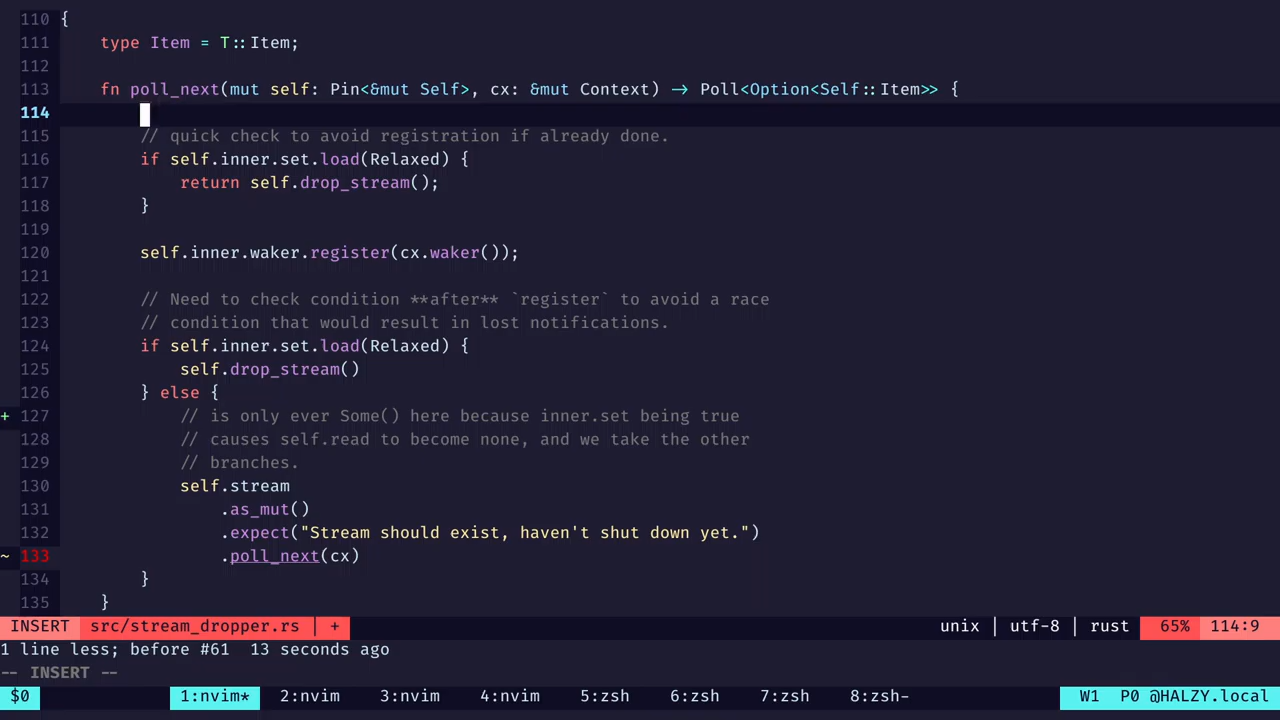 110 {
111     type Item = T::Item;
112
113     fn poll_next(mut self: Pin<&mut Self>, cx: &mut Context) -> Poll<Option<Self::Item>> {
114
115         // quick check to avoid registration if already done.
116         if self.inner.set.load(Relaxed) {
117             return self.drop_stream();
118         }
119
120         self.inner.waker.register(cx.waker());
121
122         // Need to check condition **after** `register` to avoid a race
123         // condition that would result in lost notifications.
124         if self.inner.set.load(Relaxed) {
125             self.drop_stream()
126         } else {
+ 127             // is only ever Some() here because inner.set being true
128             // causes self.read to become none, and we take the other
129             // branches.
130             self.stream
131                 .as_mut()
132                 .expect("Stream should exist, haven't shut down yet.")
~ 133                 .poll_next(cx)
134         }
135     }
INSERT src/stream_dropper.rs | + unix | utf-8 | rust 65% 114:9
1 line less; before #61  13 seconds ago
-- INSERT --
$0 1:nvim* 2:nvim 3:nvim 4:nvim 5:zsh 6:zsh 7:zsh 8:zsh- W1 P0 @HALZY.local